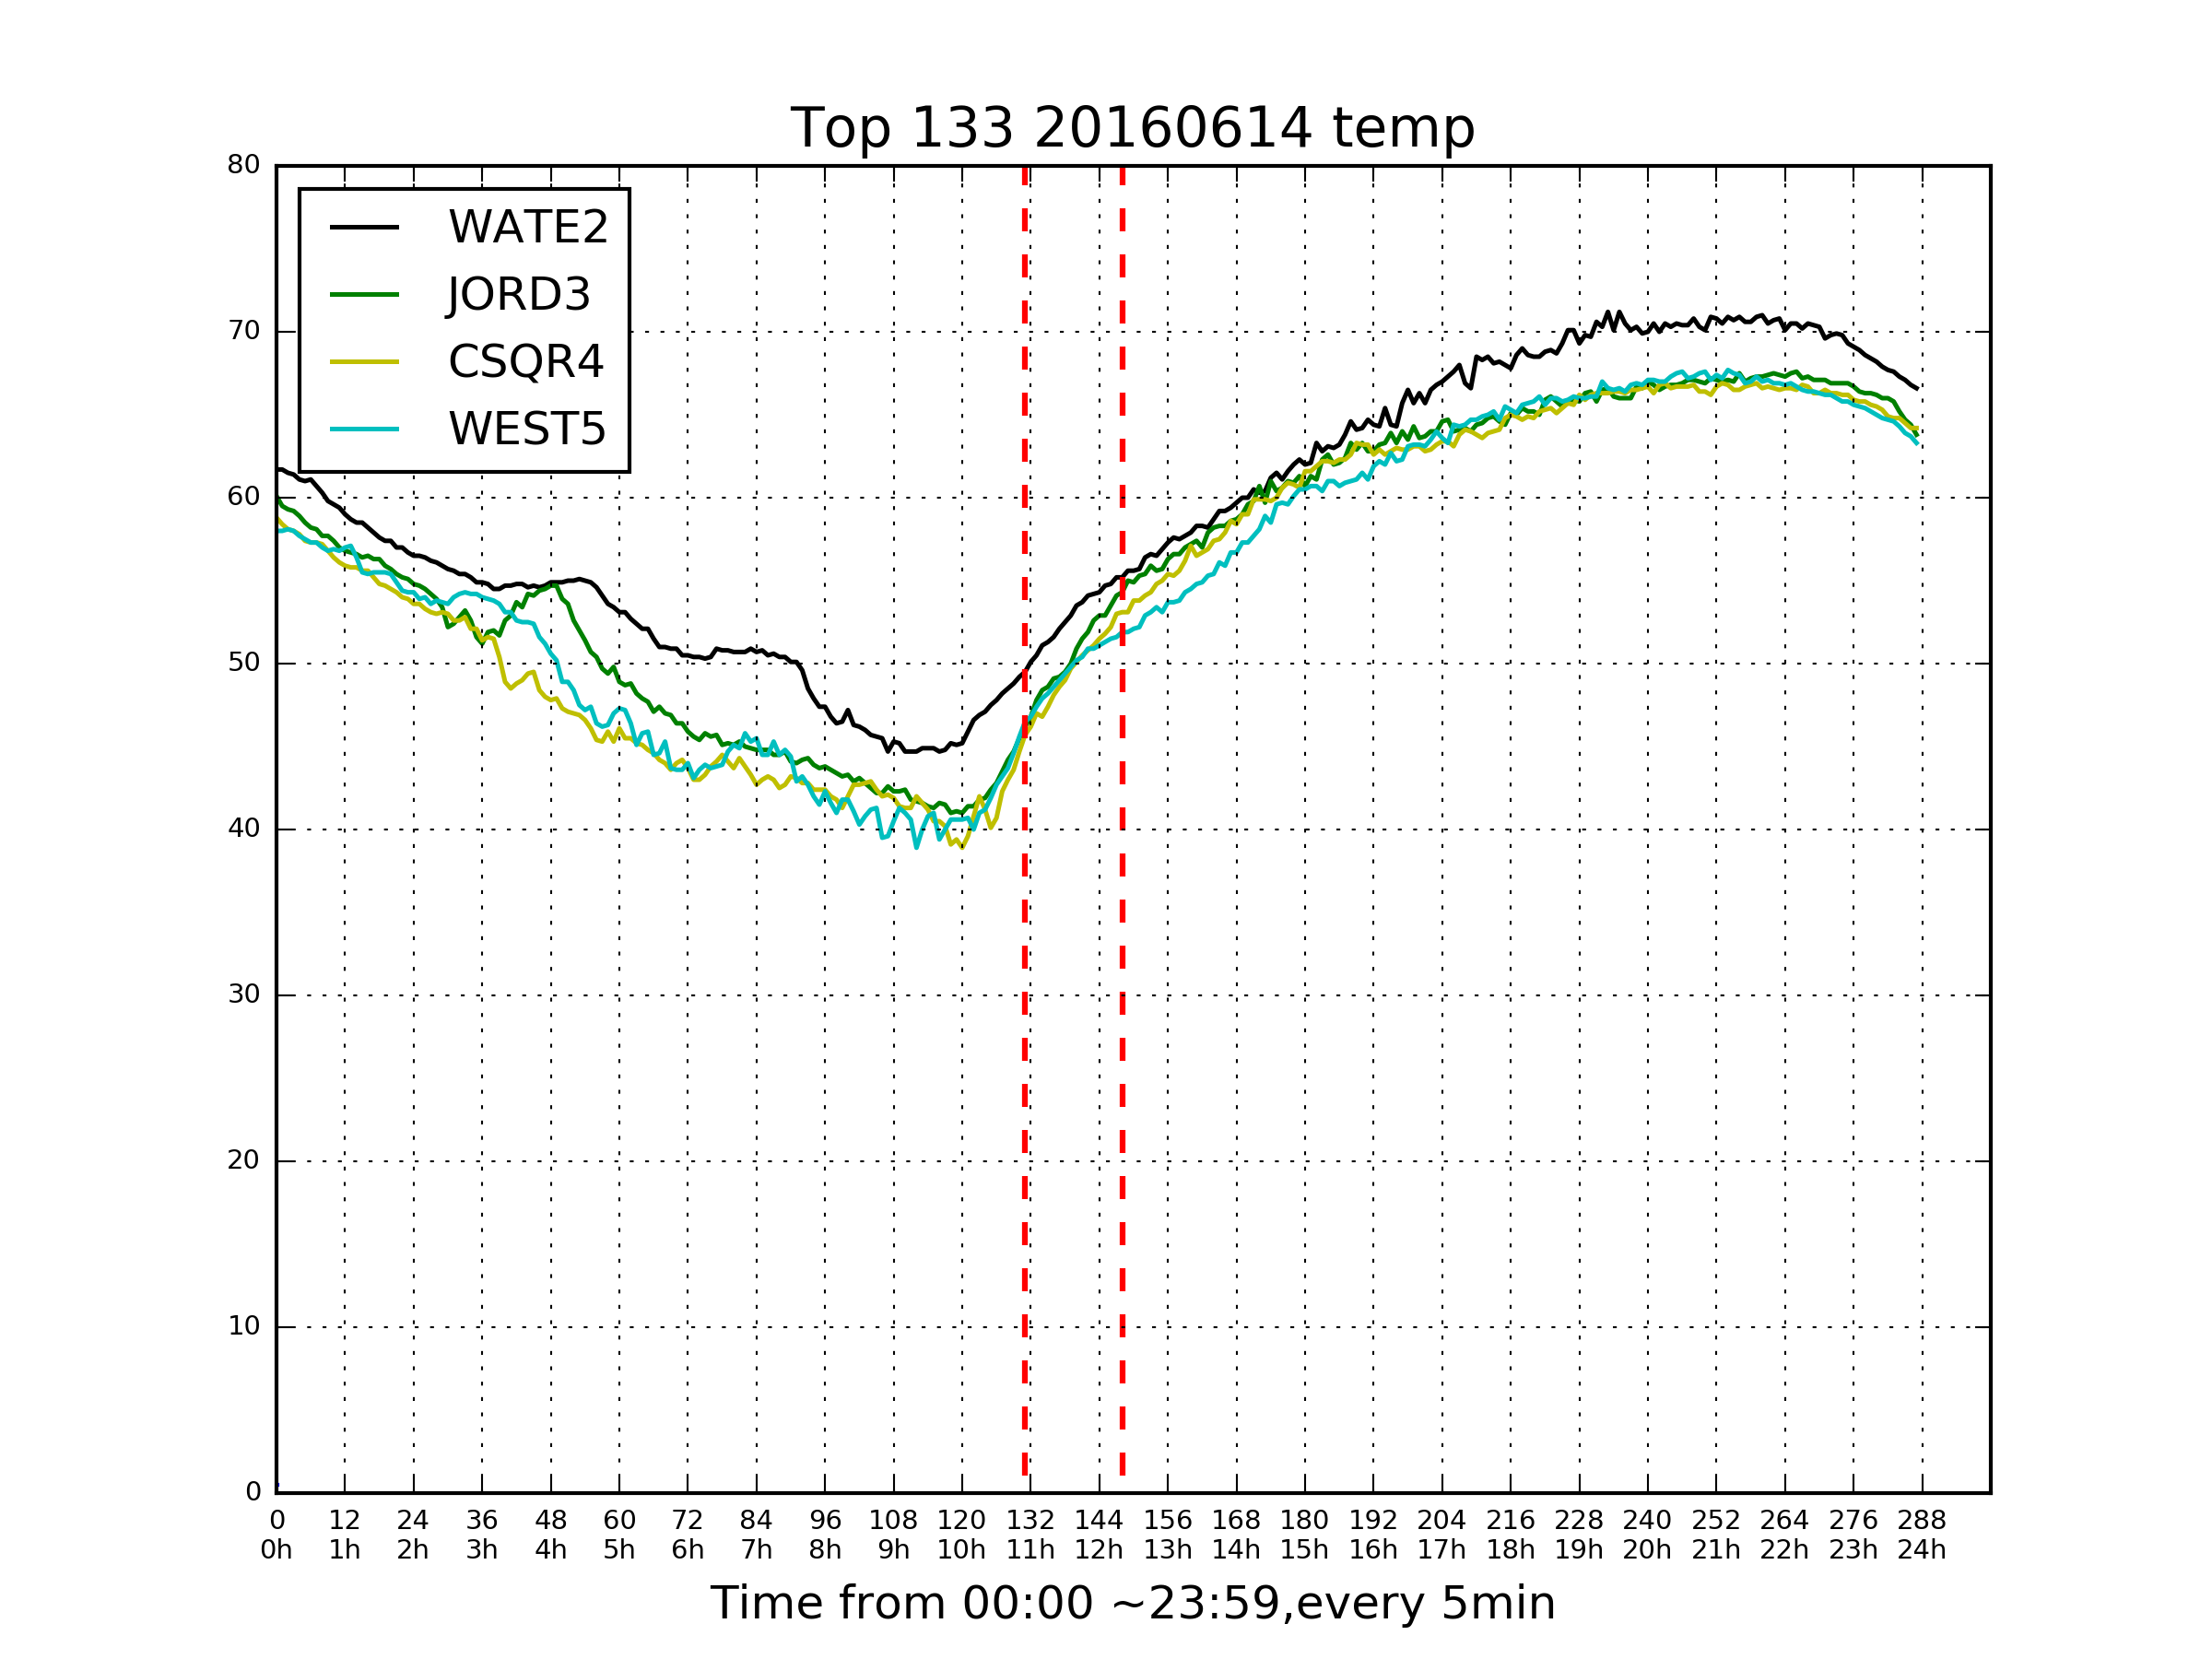 Top 133 20160614 temp
80
70
60
50
40
30
20
10
0
WATE2
JORD3
CSQR4
WEST5
0 12 24 36 48 60 72 84 96 108 120 132 144 156 168 180 192 204 216 228 240 252 264 276 288
0h 1h 2h 3h 4h 5h 6h 7h 8h 9h 10h 11h 12h 13h 14h 15h 16h 17h 18h 19h 20h 21h 22h 23h 24h
Time from 00:00 ~23:59,every 5min